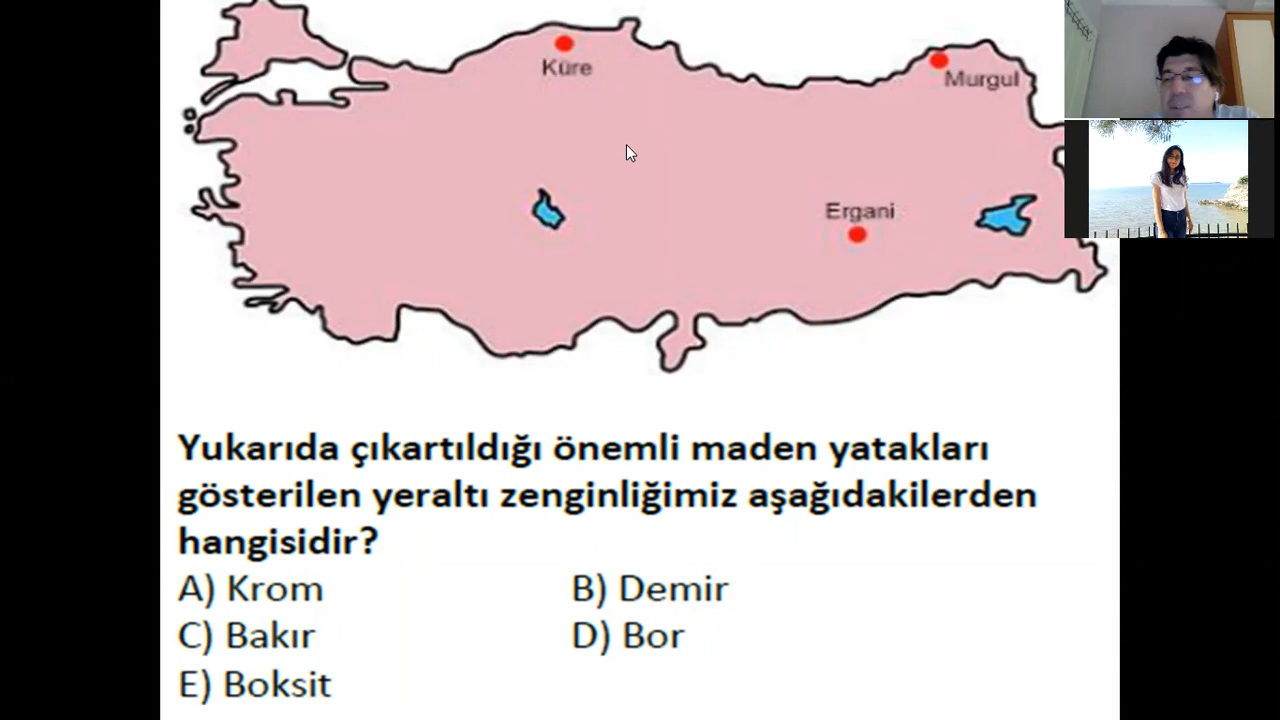 Küre
Murgul
Ergani
Yukarıda çıkartıldığı önemli maden yatakları
gösterilen yeraltı zenginliğimiz aşağıdakilerden
hangisidir?
A) Krom
B) Demir
C) Bakır
D) Bor
E) Boksit